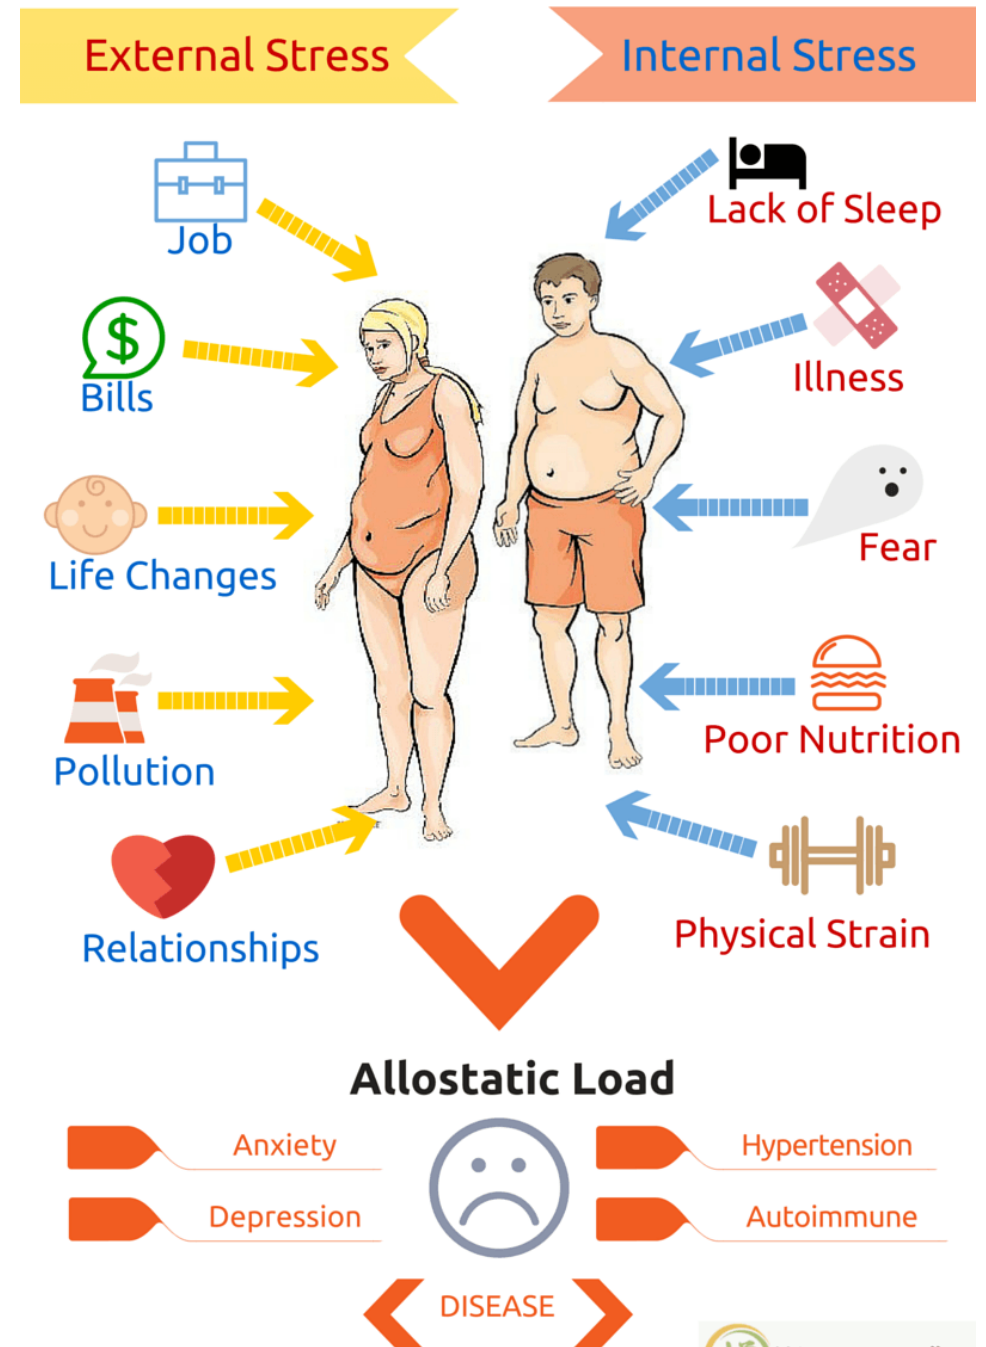 External Stress
Internal Stress
Job
Bills
Life Changes
Pollution
Relationships
Lack of Sleep
Illness
Fear
Poor Nutrition
Physical Strain
Allostatic Load
Anxiety
Depression
Hypertension
Autoimmune
DISEASE